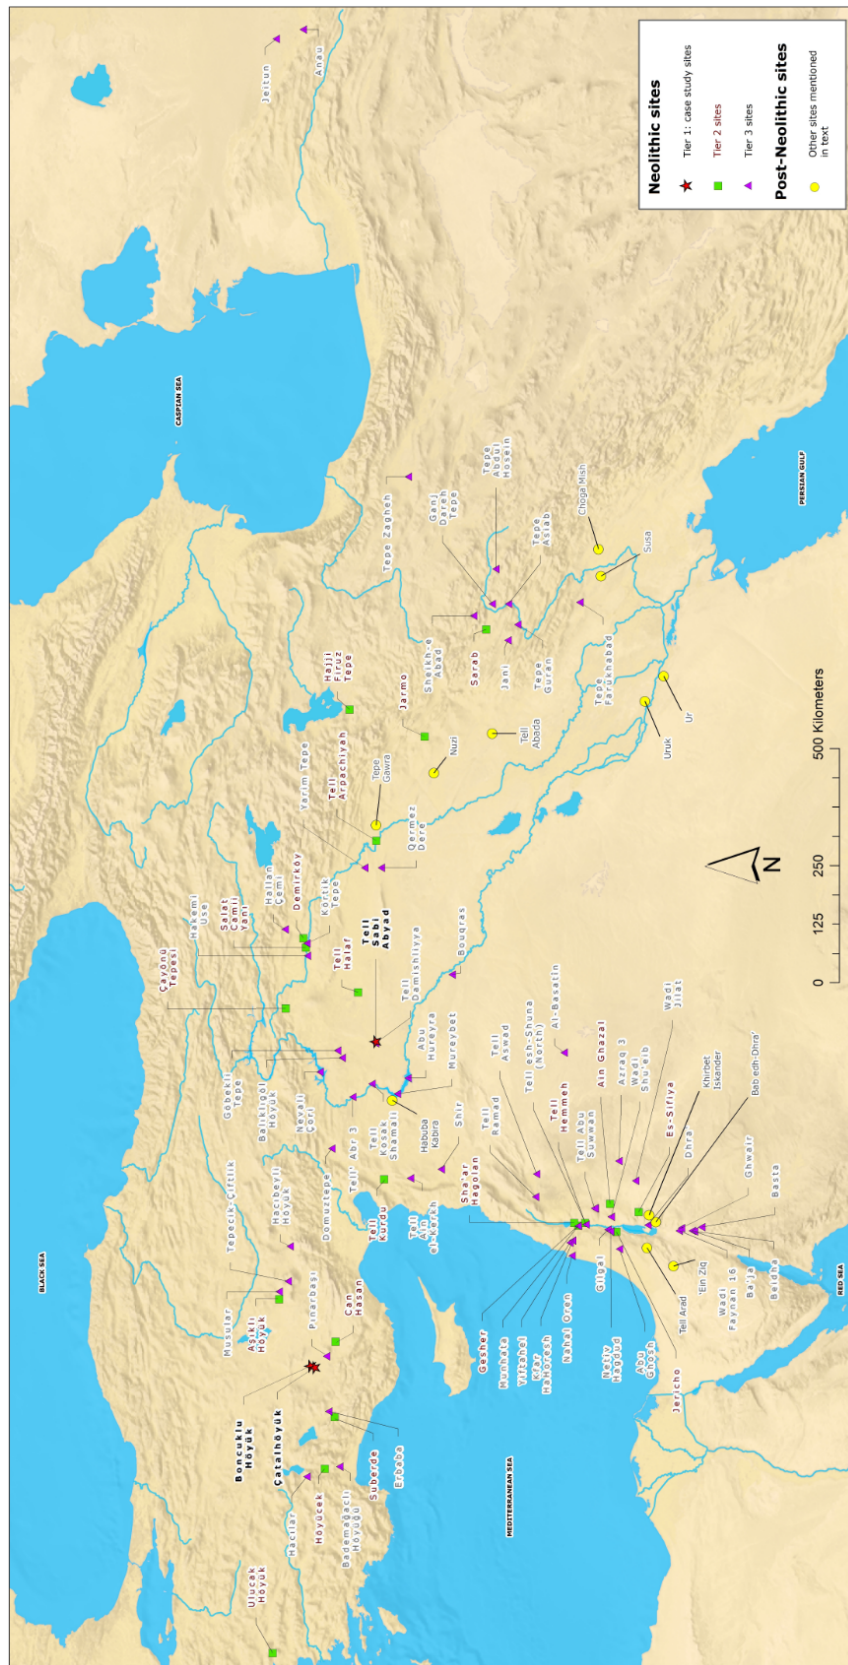 BLACK SEA
CASPIAN SEA
MEDITERRANEAN SEA
PERSIAN GULF
RED SEA
Ulucak
Höyük
Hacılar
Höyücek
Bademağaclı
Höyüğü
Suberde
Erbaba
Boncuklu
Höyük
Çatalhöyük
Pınarbaşı
Can
Hasan
Musular
Aşıklı
Höyük
Tepecik-Çiftlik
Hacıbeyli
Höyük
Domuztepe
Tell
Kurdu
Tell
Ain
el-Kerkh
Shir
Göbekli
Tepe
Balıklıgöl
Höyük
Nevalı
Çori
Tell' Abr 3
Tell
Kosak
Shamali
Habuba
Kabira
Mureybet
Abu
Hureyra
Tell
Damishliyya
Tell
Sabi
Abyad
Tell
Halaf
Bouqras
Çayönü
Tepesi
Hakemi
Use
Salat
Camii
Yanı
Hallan
Çemi
Demirköy
Körtik
Tepe
Yarim Tepe
Tell
Arpachiyah
Tepe
Gawra
Qermez
Dere
Nuzi
Hajji
Firuz
Tepe
Jarmo
Tell
Abada
Sheikh-e
Abad
Sarab
Jani
Tepe
Guran
Tepe Zagheh
Ganj
Dareh
Tepe
Tepe
Abdul
Hosein
Tepe
Asiab
Tepe
Farukhabad
Choga Mish
Susa
Uruk
Ur
Jeitun
Anau
Sha'ar
Hagolan
Tell
Ramad
Tell
Aswad
Tell esh-Shuna
(North)
Al-Basatin
Tell
Hemmeh
Tell Abu
Suwwan
Ain Ghazal
Azraq 3
Wadi
Shu'eib
Wadi
Jilat
Es-Sifiya
Khirbet
Iskander
Bab edh-Dhra'
Dhra
Ghwair
Basta
Gesher
Munhata
Yiftahel
Kfar
HaHoresh
Nahal Oren
Gilgal
Netiv
Hagdud
Abu
Ghosh
Jericho
Tell Arad
'Ein Ziq
Wadi
Faynan 16
Ba'ja
Beidha
N
0 125 250 500 Kilometers
Neolithic sites
Tier 1: case study sites
Tier 2 sites
Tier 3 sites
Post-Neolithic sites
Other sites mentioned
in text